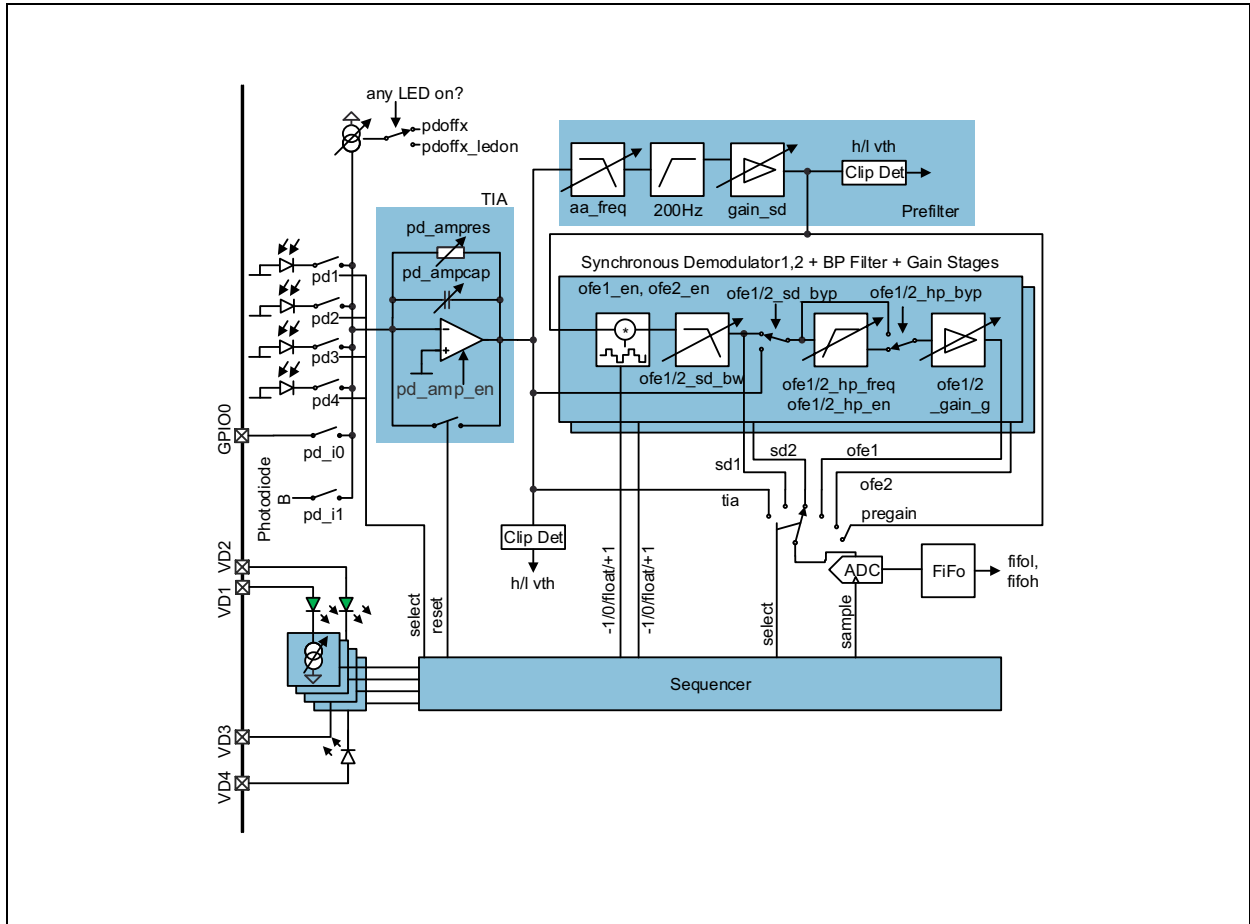 any LED on?
pdoffx
pdoffx_ledon
h/l vth
Clip Det
aa_freq
200Hz
gain_sd
Prefilter
TIA
pd_ampres
pd_ampcap
pd_amp_en
pd1
pd2
pd3
pd4
GPIO0
pd_i0
Photodiode
B
pd_i1
Synchronous Demodulator1,2 + BP Filter + Gain Stages
ofe1_en, ofe2_en
ofe1/2_sd_byp
ofe1/2_hp_byp
*
ofe1/2_sd_bw
ofe1/2_hp_freq
ofe1/2_hp_en
ofe1/2
_gain_g
sd1
sd2
ofe1
ofe2
tia
pregain
Clip Det
h/l vth
ADC
FiFo
fifol,
fifoh
VD2
VD1
select
reset
-1/0/float/+1
-1/0/float/+1
select
sample
Sequencer
VD3
VD4